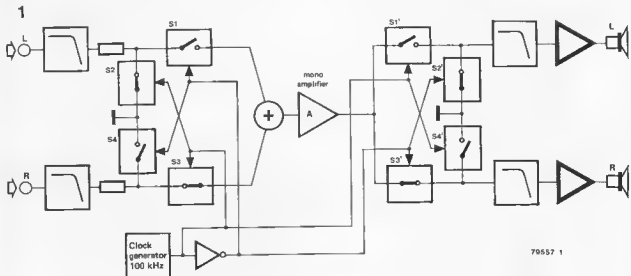 1
L
S1
S2
S4
S3
R
+
mono
amplifier
A
Clock
generator
100 kHz
S1'
S2'
S4'
S3'
L
R
79557 1